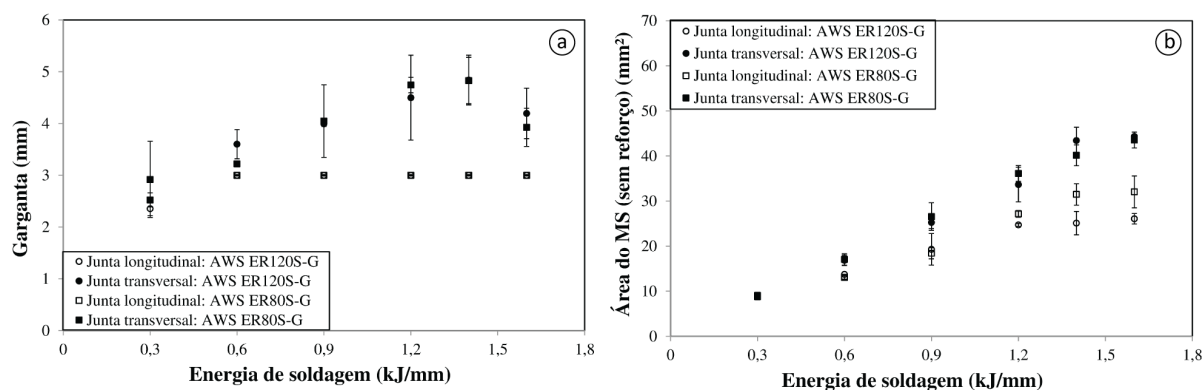 a
Garganta (mm)
6
5
4
3
2
1
0
Junta longitudinal: AWS ER120S-G
Junta transversal: AWS ER120S-G
Junta longitudinal: AWS ER80S-G
Junta transversal: AWS ER80S-G
0 0,3 0,6 0,9 1,2 1,5 1,8
Energia de soldagem (kJ/mm)
b
Área do MS (sem reforço) (mm²)
70
60
50
40
30
20
10
0
Junta longitudinal: AWS ER120S-G
Junta transversal: AWS ER120S-G
Junta longitudinal: AWS ER80S-G
Junta transversal: AWS ER80S-G
0 0,3 0,6 0,9 1,2 1,5 1,8
Energia de soldagem (kJ/mm)